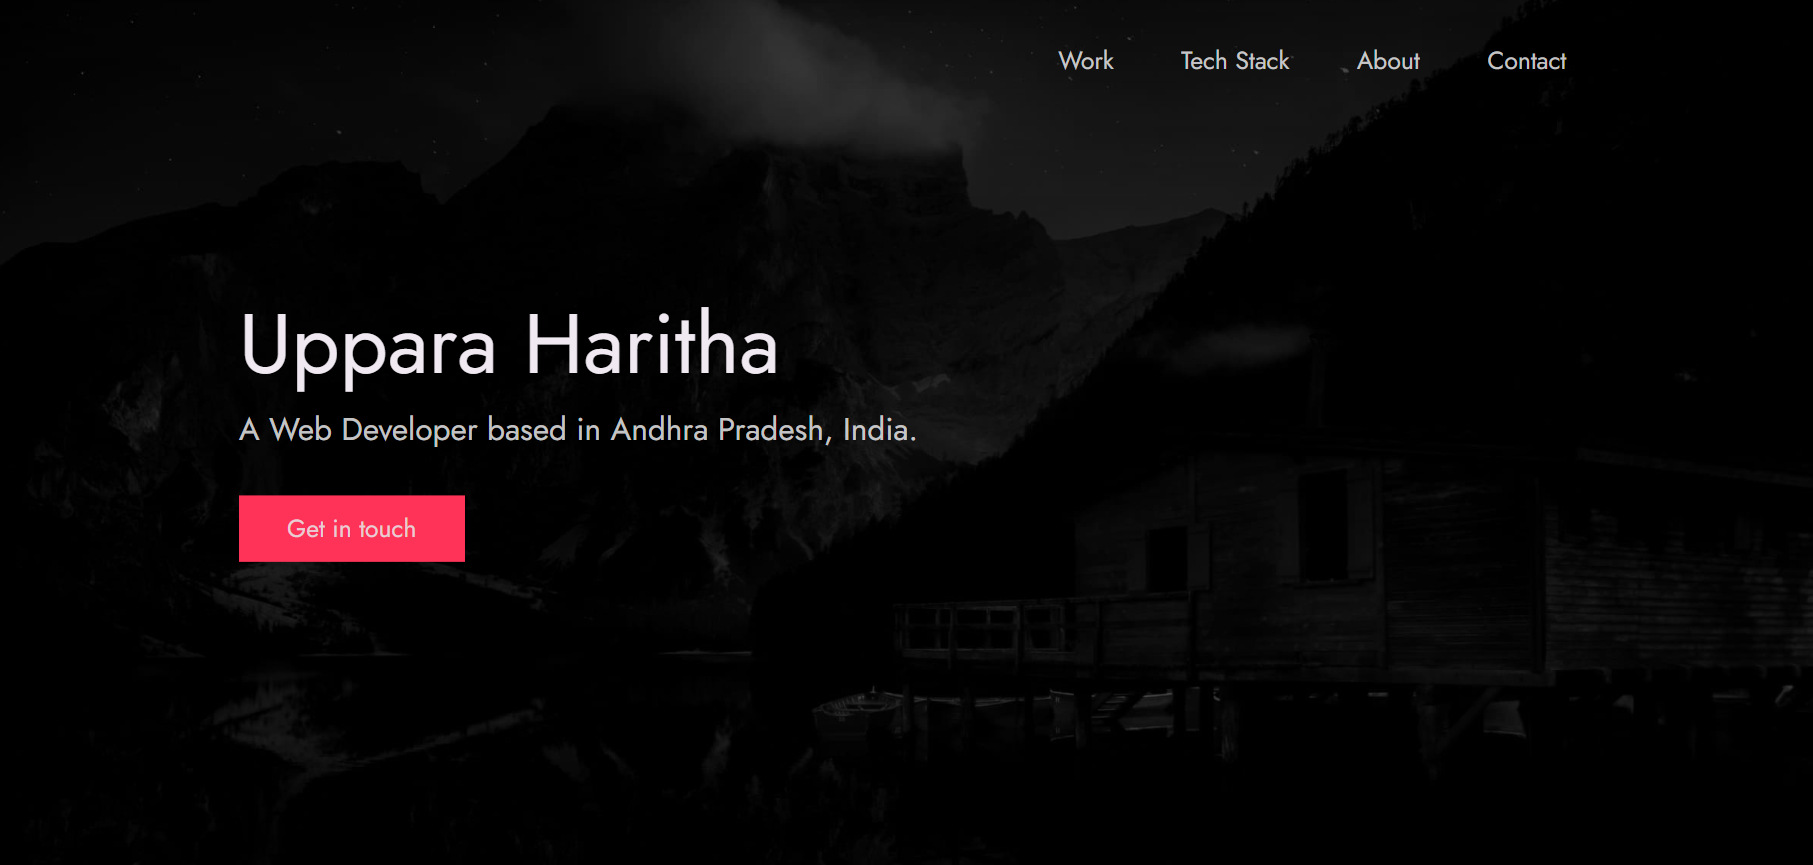 Work Tech Stack About Contact
Uppara Haritha
A Web Developer based in Andhra Pradesh, India.
Get in touch